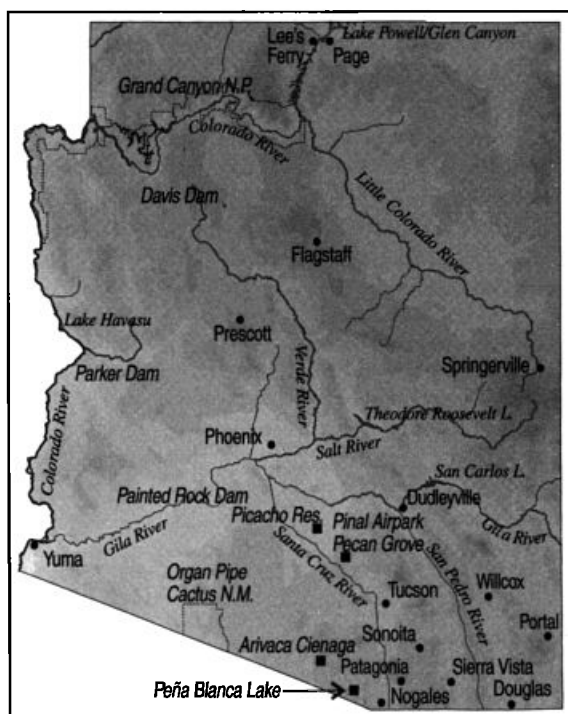 Lee's
Ferry
Page
Lake Powell/Glen Canyon
Grand Canyon N.P.
Colorado River
Little Colorado River
Davis Dam
Flagstaff
Lake Havasu
Prescott
Verde River
Parker Dam
Springerville
Colorado River
Theodore Roosevelt L.
Phoenix
Salt River
San Carlos L.
Painted Rock Dam
Dudleyville
Picacho Res.
Pinal Airpark
Pecan Grove
Gila River
Gila River
Yuma
Santa Cruz River
San Pedro River
Organ Pipe
Cactus N.M.
Tucson
Willcox
Sonoita
Portal
Arivaca Cienaga
Patagonia
Sierra Vista
Peña Blanca Lake
Nogales
Douglas